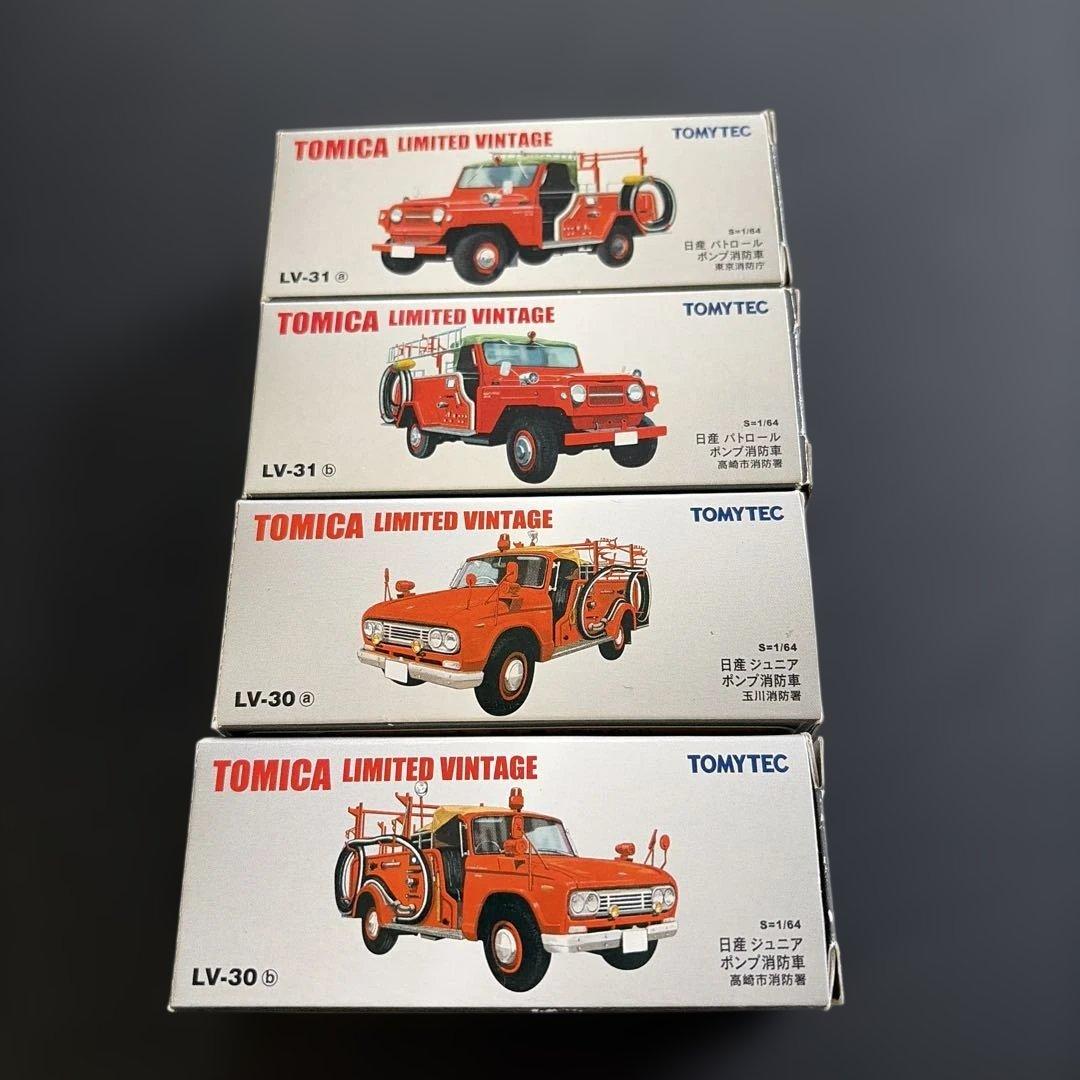 TOMICA LIMITED VINTAGE
TOMYTEC
S=1/64
日産 パトロール
ポンプ消防車
東京消防庁
LV-31 ⓐ
TOMICA LIMITED VINTAGE
TOMYTEC
S=1/64
日産 パトロール
ポンプ消防車
高崎市消防署
LV-31 ⓑ
TOMICA LIMITED VINTAGE
TOMYTEC
S=1/64
日産 ジュニア
ポンプ消防車
玉川消防署
LV-30 ⓐ
TOMICA LIMITED VINTAGE
TOMYTEC
S=1/64
日産 ジュニア
ポンプ消防車
高崎市消防署
LV-30 ⓑ